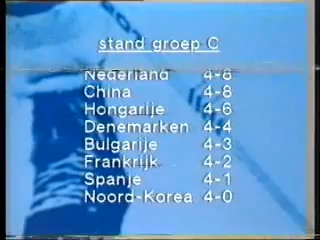 stand groep C
Nederland 4-8
China 4-8
Hongarije 4-6
Denemarken 4-4
Bulgarije 4-3
Frankrijk 4-2
Spanje 4-1
Noord-Korea 4-0